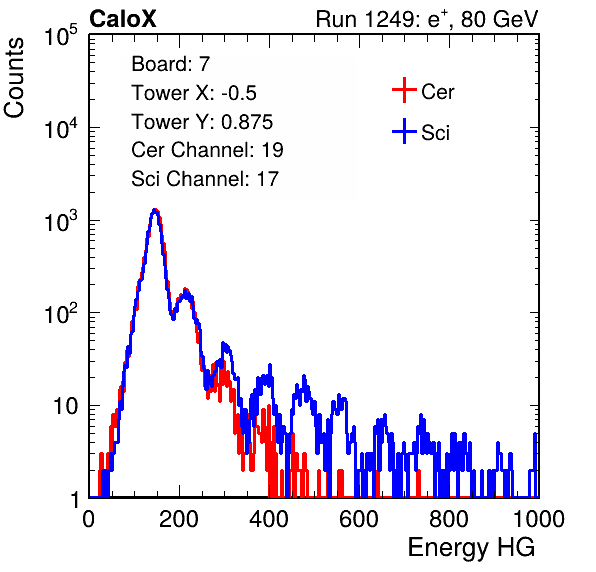 CaloX Run 1249: e⁺, 80 GeV
Counts
Board: 7
Tower X: -0.5
Tower Y: 0.875
Cer Channel: 19
Sci Channel: 17
Cer
Sci
10⁵
10⁴
10³
10²
10
1
0 200 400 600 800 1000
Energy HG